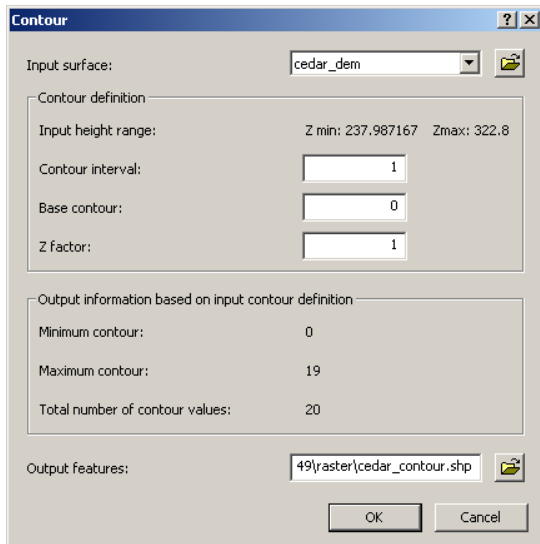 Contour
Input surface: cedar_dem
Contour definition
Input height range: Z min: 237.987167 Zmax: 322.8
Contour interval: 1
Base contour: 0
Z factor: 1
Output information based on input contour definition
Minimum contour: 0
Maximum contour: 19
Total number of contour values: 20
Output features: 49\raster\cedar_contour.shp
OK Cancel